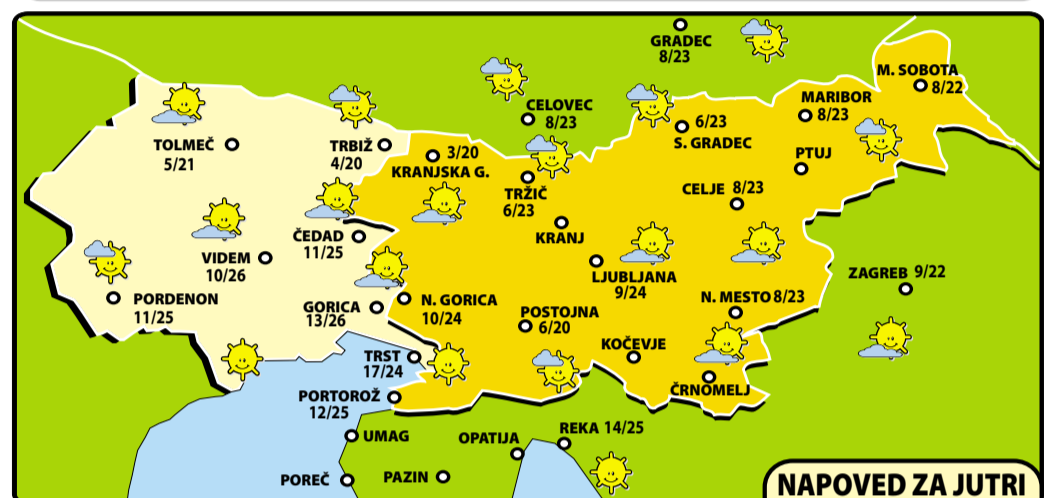 GRADEC
8/23
M. SOBOTA
8/22
MARIBOR
8/23
CELOVEC
8/23
6/23
S. GRADEC
TOLMEČ
5/21
TRBIŽ
4/20
3/20
KRANJSKA G.
PTUJ
TRŽIČ
6/23
CELJE 8/23
KRANJ
ČEDAD
11/25
VIDEM
10/26
LJUBLJANA
9/24
ZAGREB 9/22
PORDENON
11/25
GORICA
13/26
N. GORICA
10/24
N. MESTO 8/23
POSTOJNA
6/20
KOČEVJE
TRST
17/24
ČRNOMELJ
PORTOROŽ
12/25
UMAG
OPATIJA
REKA 14/25
POREČ
PAZIN
NAPOVED ZA JUTRI